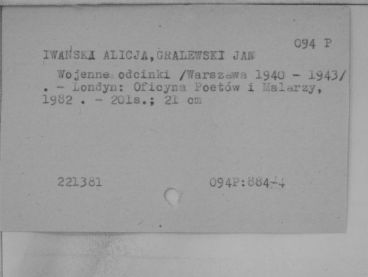 094 P
IWAŃSKA ALICJA, GRALEWSKI JAN
Wojenne odcinki /Warszawa 1940 - 1943/
. - Londyn: Oficyna Poetów i Malarzy,
1982 . - 201s.; 21 cm
221381 094P:884-4